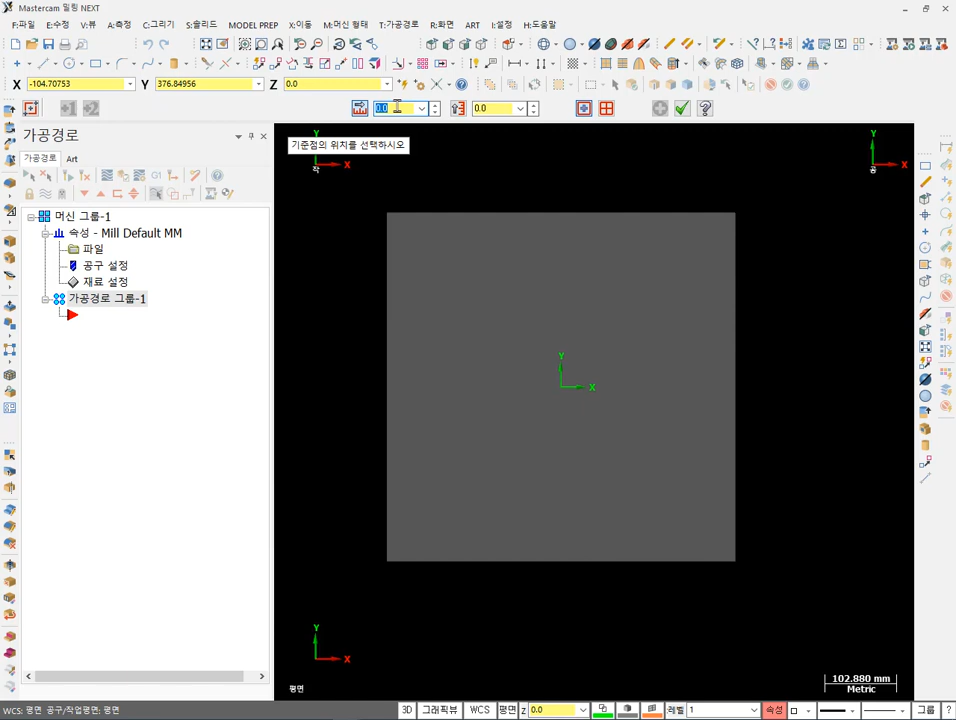 Mastercam 밀링 NEXT
F:파일 E:수정 V:뷰 A:측정 C:그리기 S:솔리드 MODEL PREP X:이동 M:머신 형태 T:가공경로 R:화면 ART I:설정 H:도움말
X -104.70753 Y 376.84956 Z 0.0
+1 +2 0.0 0.0
가공경로
기준점의 위치를 선택하시오
가공경로 Art
G1
머신 그룹-1
속성 - Mill Default MM
파일
공구 설정
재료 설정
가공경로 그룹-1
Y
X
작
Y
X
공
Y
X
Y
X
평면
102.880 mm
Metric
WCS: 평면 공구/작업평면: 평면
3D 그래픽뷰 WCS 평면 Z 0.0 레벨 1 속성 그룹